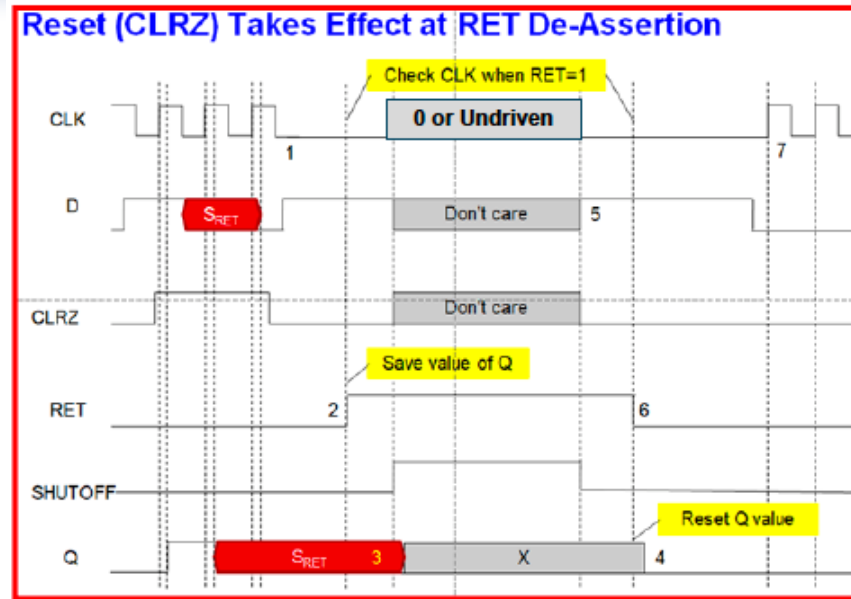 Reset (CLRZ) Takes Effect at RET De-Assertion
Check CLK when RET=1
CLK
0 or Undriven
1
7
D
SRET
Don't care
5
CLRZ
Don't care
Save value of Q
RET
2
6
SHUTOFF
Reset Q value
Q
SRET
3
X
4